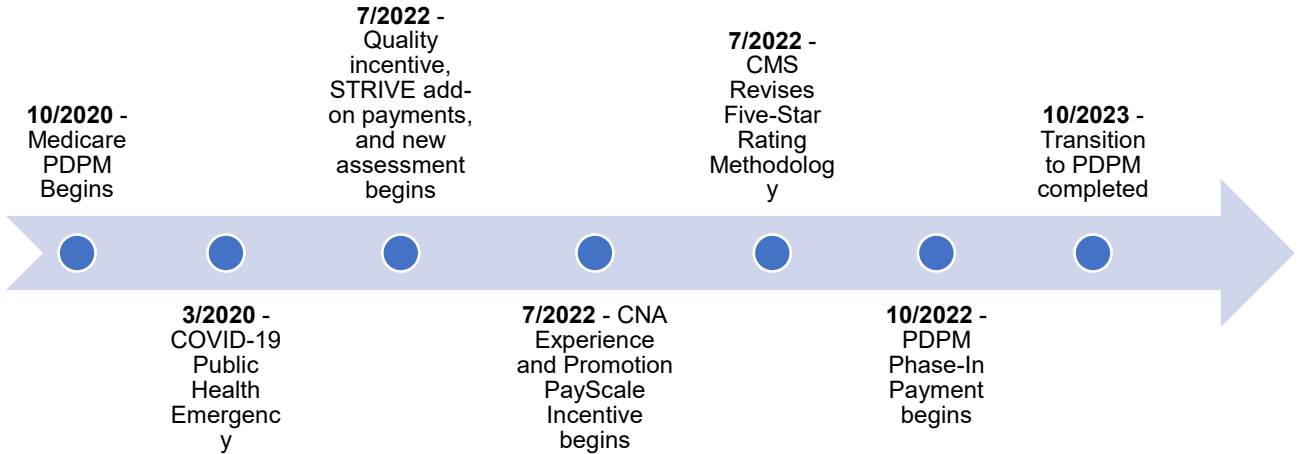 10/2020 -
Medicare
PDPM
Begins
3/2020 -
COVID-19
Public
Health
Emergenc
y
7/2022 -
Quality
incentive,
STRIVE add-
on payments,
and new
assessment
begins
7/2022 - CNA
Experience
and Promotion
PayScale
Incentive
begins
7/2022 -
CMS
Revises
Five-Star
Rating
Methodolog
y
10/2022 -
PDPM
Phase-In
Payment
begins
10/2023 -
Transition
to PDPM
completed